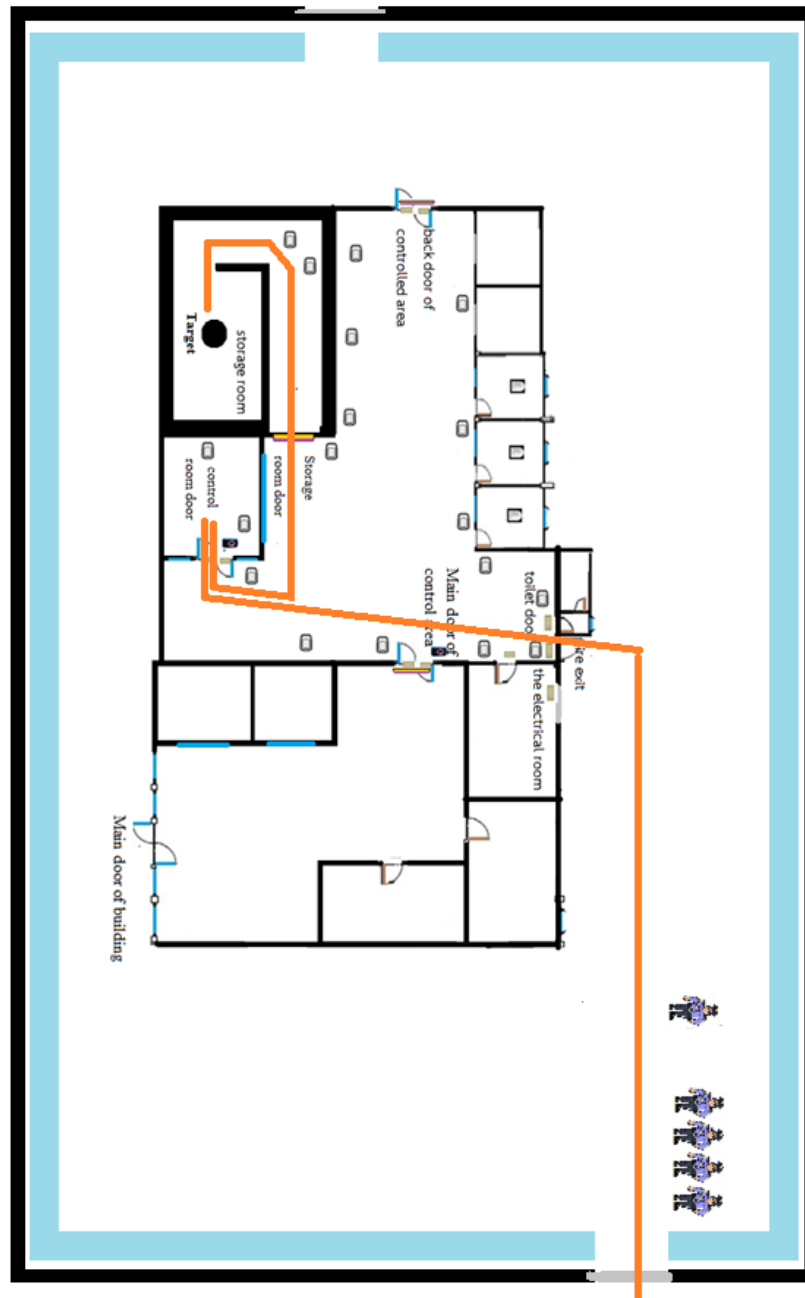 back door of
controlled area
Target
storage room
Storage
room door
control
room door
Main door of
control area
toilet door
fire exit
the electrical room
Main door of building